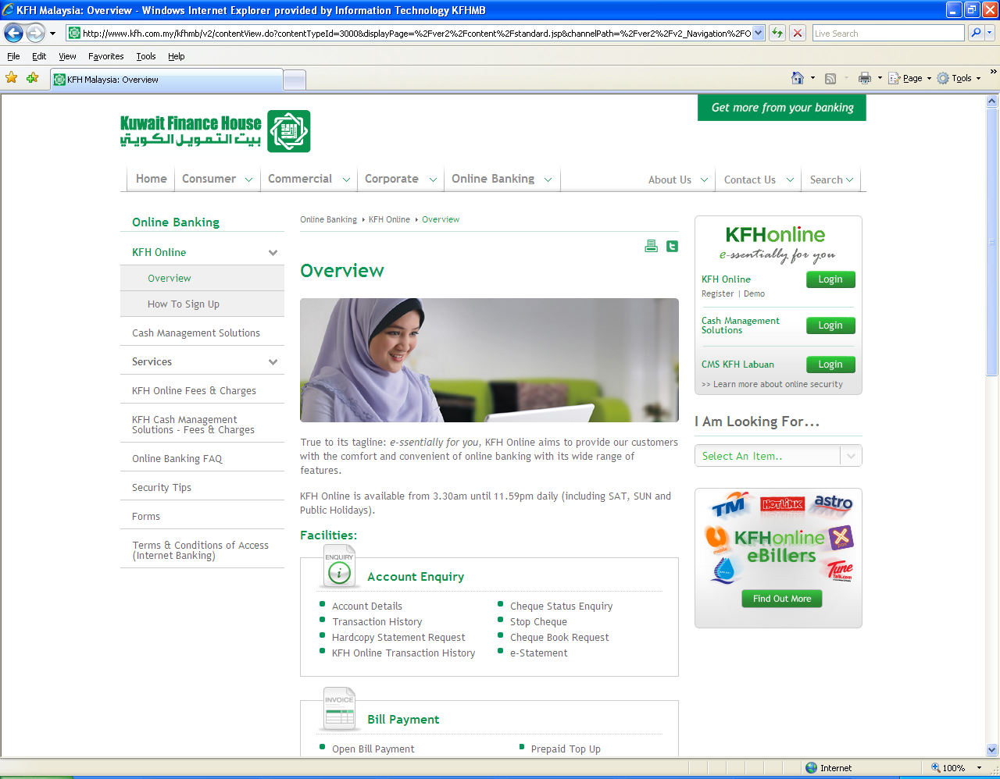 KFH Malaysia: Overview - Windows Internet Explorer provided by Information Technology KFHMB
http://www.kfh.com.my/kfhmb/v2/contentView.do?contentTypeId=3000&displayPage=%2Fver2%2Fcontent%2Fstandard.jsp&channelPath=%2Fver2%2Fv2_Navigation%2FO
Live Search
File Edit View Favorites Tools Help
KFH Malaysia: Overview
Page Tools
Get more from your banking
Kuwait Finance House
بيت التمويل الكويتي
Home Consumer Commercial Corporate Online Banking About Us Contact Us Search
Online Banking
KFH Online
Overview
How To Sign Up
Cash Management Solutions
Services
KFH Online Fees & Charges
KFH Cash Management
Solutions - Fees & Charges
Online Banking FAQ
Security Tips
Forms
Terms & Conditions of Access
(Internet Banking)
Online Banking KFH Online Overview
Overview
True to its tagline: e-ssentially for you, KFH Online aims to provide our customers
with the comfort and convenient of online banking with its wide range of
features.
KFH Online is available from 3.30am until 11.59pm daily (including SAT, SUN and
Public Holidays).
Facilities:
ENQUIRY
Account Enquiry
Account Details
Transaction History
Hardcopy Statement Request
KFH Online Transaction History
Cheque Status Enquiry
Stop Cheque
Cheque Book Request
e-Statement
INVOICE
Bill Payment
Open Bill Payment
Prepaid Top Up
KFHonline
e-ssentially for you
KFH Online Login
Register | Demo
Cash Management
Solutions
Login
CMS KFH Labuan Login
>> Learn more about online security
I Am Looking For...
Select An Item..
TM HOTLINK astro
U mobile
KFHonline
eBillers
Tune
Talk.com
Find Out More
Internet
100%